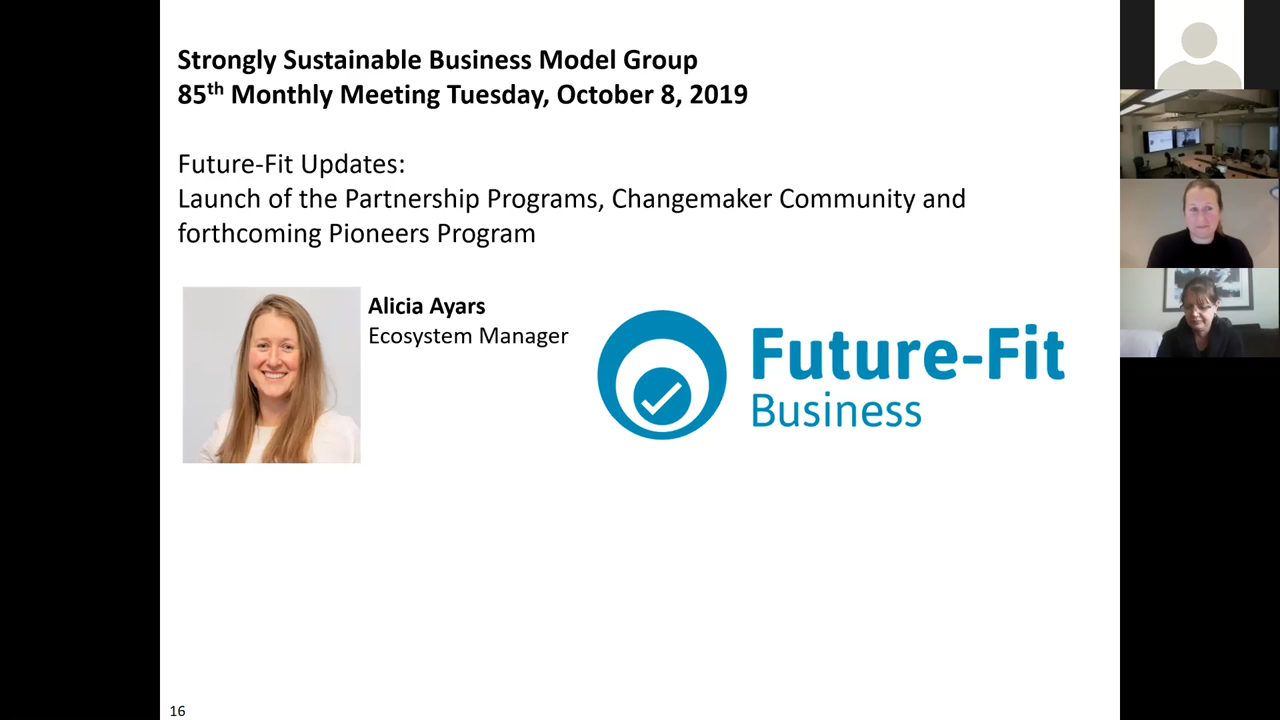 Strongly Sustainable Business Model Group
85th Monthly Meeting Tuesday, October 8, 2019
Future-Fit Updates:
Launch of the Partnership Programs, Changemaker Community and
forthcoming Pioneers Program
Alicia Ayars
Ecosystem Manager
Future-Fit
Business
16